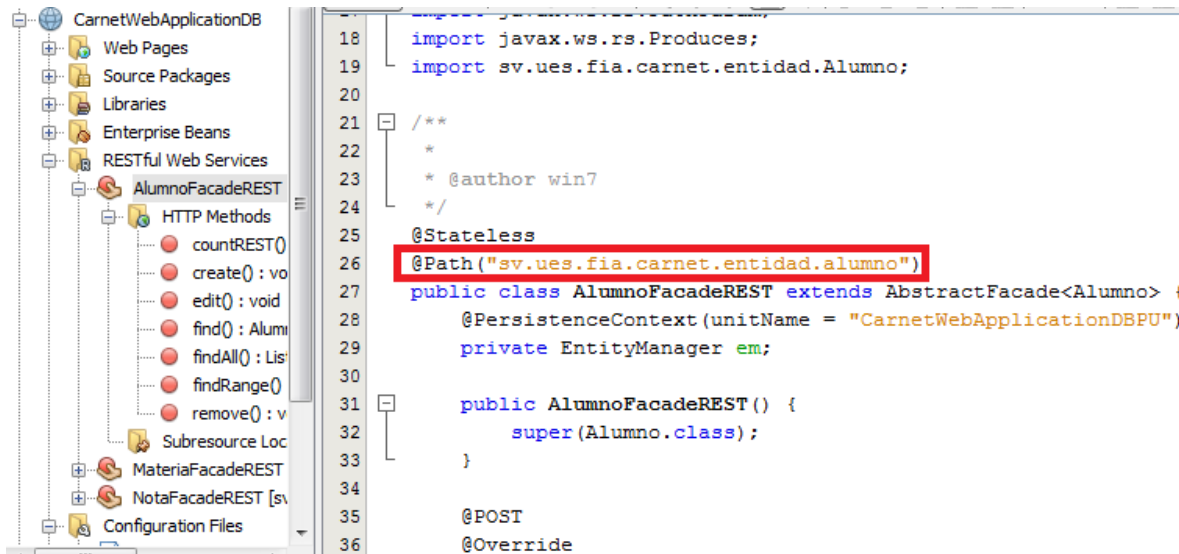 CarnetWebApplicationDB
Web Pages
Source Packages
Libraries
Enterprise Beans
RESTful Web Services
AlumnoFacadeREST
HTTP Methods
countREST()
create() : vo
edit() : void
find() : Alum
findAll() : Lis
findRange()
remove() : v
Subresource Loc
MateriaFacadeREST
NotaFacadeREST [sv
Configuration Files
18 import javax.ws.rs.Produces;
19 import sv.ues.fia.carnet.entidad.Alumno;
20
21 /**
22 *
23 * @author win7
24 */
25 @Stateless
26 @Path("sv.ues.fia.carnet.entidad.alumno")
27 public class AlumnoFacadeREST extends AbstractFacade<Alumno> {
28 @PersistenceContext(unitName = "CarnetWebApplicationDBPU")
29 private EntityManager em;
30
31 public AlumnoFacadeREST() {
32 super(Alumno.class);
33 }
34
35 @POST
36 @Override